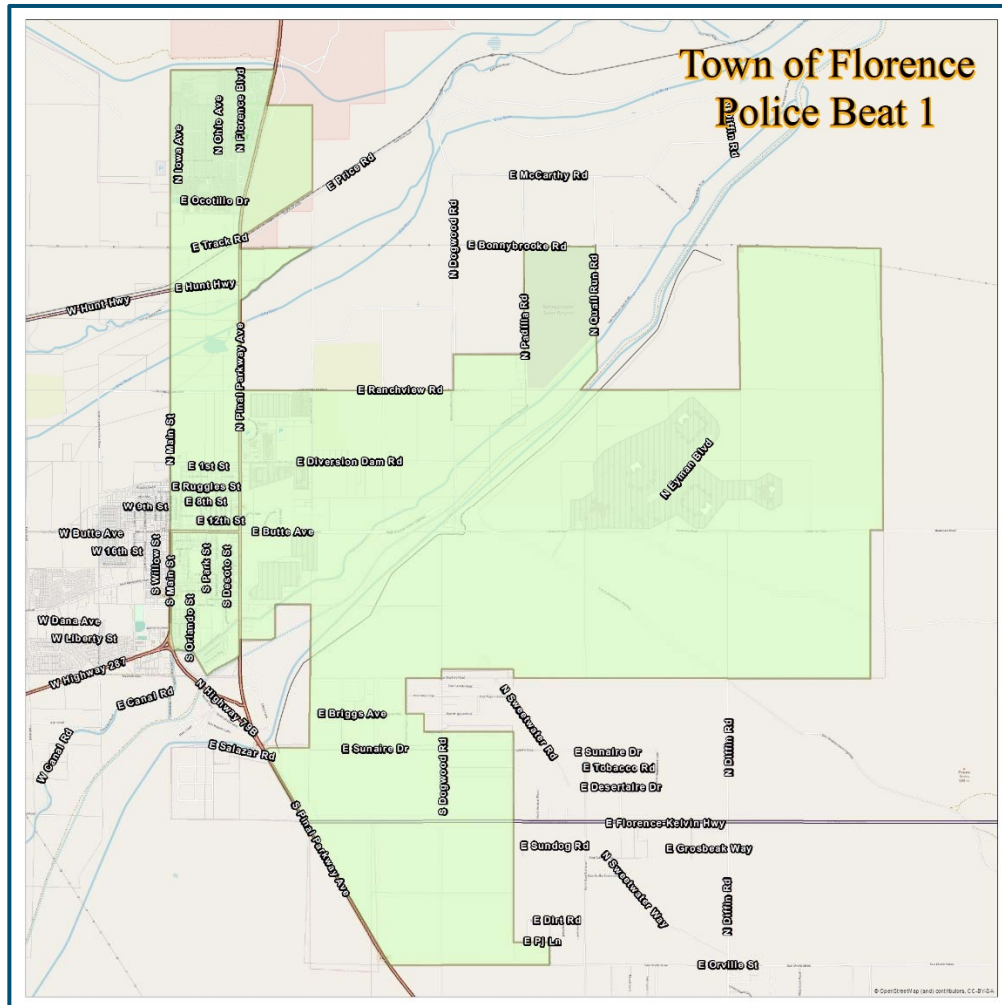 Town of Florence
Police Beat 1
N Iowa Ave
N Ohio Ave
N Florence Blvd
E Price Rd
E McCarthy Rd
E Ocotillo Dr
N Dogwood Rd
E Track Rd
E Bonnybrooke Rd
E Hunt Hwy
W Hunt Hwy
N Padilla Rd
N Quail Run Rd
N Pinal Parkway Ave
E Ranchview Rd
N Main St
E 1st St
E Diversion Dam Rd
N Eyman Blvd
E Ruggles St
W 9th St
E 8th St
E 12th St
W Butte Ave
E Butte Ave
W 16th St
S Willow St
S Main St
S Park St
S Desoto St
S Orlando St
W Dana Ave
W Liberty St
W Highway 287
E Canal Rd
N Highway 79B
W Canal Rd
E Salazar Rd
E Briggs Ave
E Sunaire Dr
S Dogwood Rd
N Sweetwater Rd
E Sunaire Dr
E Tobacco Rd
E Desertaire Dr
N Diffin Rd
S Pinal Parkway Ave
E Florence-Kelvin Hwy
E Sundog Rd
E Grosbeak Way
N Sweetwater Way
N Diffin Rd
E Dirt Rd
E Pj Ln
E Orville St
© OpenStreetMap (and) contributors, CC-BY-SA